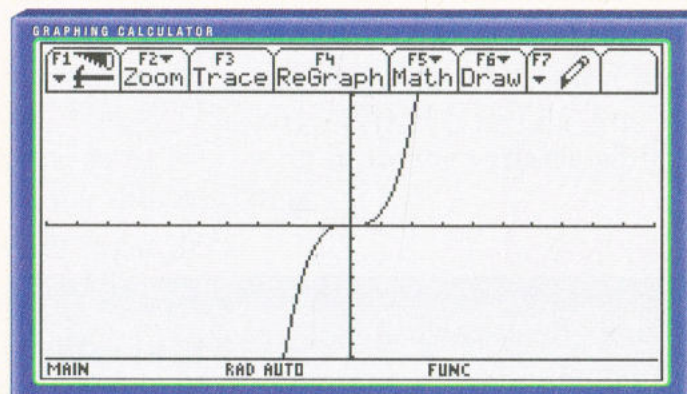 GRAPHING CALCULATOR
F1 F2 F3 F4 F5 F6 F7
Zoom Trace ReGraph Math Draw
MAIN RAD AUTO FUNC